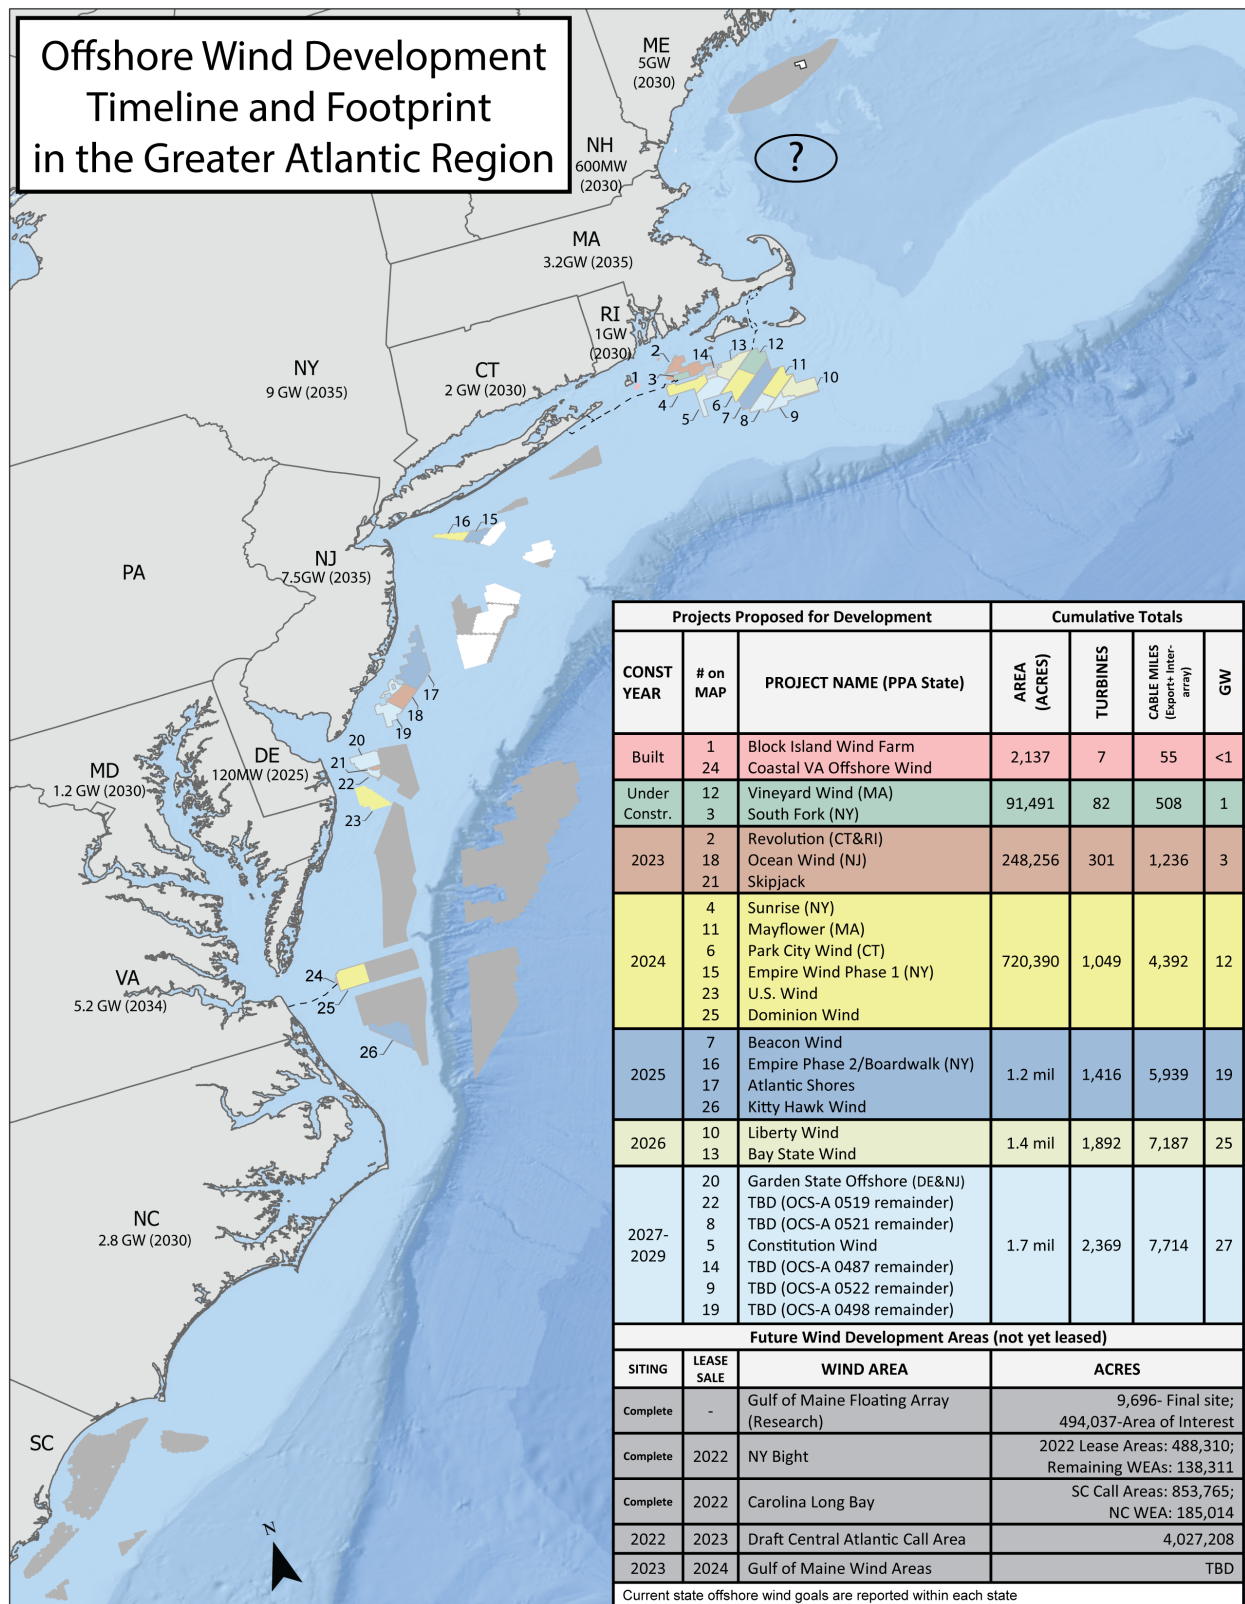 Offshore Wind Development
Timeline and Footprint
in the Greater Atlantic Region
ME
5GW
(2030)
?
NH
600MW
(2030)
MA
3.2GW (2035)
RI
1GW
(2030)
CT
2 GW (2030)
NY
9 GW (2035)
1
2
3
4
5
6
7
8
9
10
11
12
13
14
16
15
PA
NJ
7.5GW (2035)
17
18
19
20
21
22
23
DE
120MW (2025)
MD
1.2 GW (2030)
VA
5.2 GW (2034)
24
25
26
NC
2.8 GW (2030)
SC
N
Projects Proposed for Development
Cumulative Totals
CONST
YEAR
# on
MAP
PROJECT NAME (PPA State)
AREA
(ACRES)
TURBINES
CABLE MILES
(Export+ Inter-
array)
GW
Built
1 Block Island Wind Farm
24 Coastal VA Offshore Wind
2,137 7 55 <1
Under
Constr.
12 Vineyard Wind (MA)
3 South Fork (NY)
91,491 82 508 1
2023
2 Revolution (CT&RI)
18 Ocean Wind (NJ)
21 Skipjack
248,256 301 1,236 3
2024
4 Sunrise (NY)
11 Mayflower (MA)
6 Park City Wind (CT)
15 Empire Wind Phase 1 (NY)
23 U.S. Wind
25 Dominion Wind
720,390 1,049 4,392 12
2025
7 Beacon Wind
16 Empire Phase 2/Boardwalk (NY)
17 Atlantic Shores
26 Kitty Hawk Wind
1.2 mil 1,416 5,939 19
2026
10 Liberty Wind
13 Bay State Wind
1.4 mil 1,892 7,187 25
2027-
2029
20 Garden State Offshore (DE&NJ)
22 TBD (OCS-A 0519 remainder)
8 TBD (OCS-A 0521 remainder)
5 Constitution Wind
14 TBD (OCS-A 0487 remainder)
9 TBD (OCS-A 0522 remainder)
19 TBD (OCS-A 0498 remainder)
1.7 mil 2,369 7,714 27
Future Wind Development Areas (not yet leased)
SITING
LEASE
SALE
WIND AREA
ACRES
Complete
-
Gulf of Maine Floating Array
(Research)
9,696- Final site;
494,037-Area of Interest
Complete 2022 NY Bight
2022 Lease Areas: 488,310;
Remaining WEAs: 138,311
Complete 2022 Carolina Long Bay
SC Call Areas: 853,765;
NC WEA: 185,014
2022 2023 Draft Central Atlantic Call Area 4,027,208
2023 2024 Gulf of Maine Wind Areas TBD
Current state offshore wind goals are reported within each state